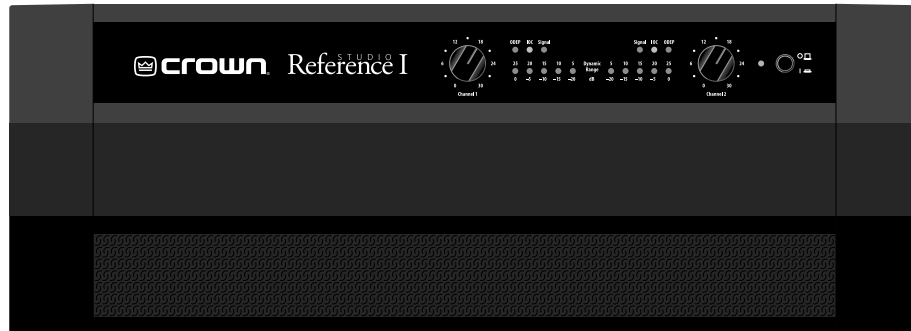 crown®
STUDIO
Reference I
12 18
6 24
0 30
Channel 1
ODEP IOC Signal
25 20 15 10 5
0 −5 −10 −15 −20
Dynamic
Range
dB
Signal IOC ODEP
5 10 15 20 25
−20 −15 −10 −5 0
12 18
6 24
0 30
Channel 2